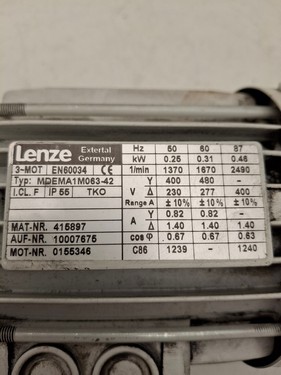 Lenze Extertal Germany Hz 50 60 87
kW 0.25 0.31 0.46
3-MOT EN60034 CE 1/min 1370 1670 2490
Typ: MDEMA1M063-42 Y 400 480 -
I.CL. F IP 55 TKO V Δ 230 277 400
Range A ±10% ±10% ±10%
Y 0.82 0.82 -
MAT-NR. 415897 A Δ 1.40 1.40 1.40
AUF-NR. 10007675 cos φ 0.67 0.67 0.63
MOT-NR. 0155346 C86 1239 - 1240